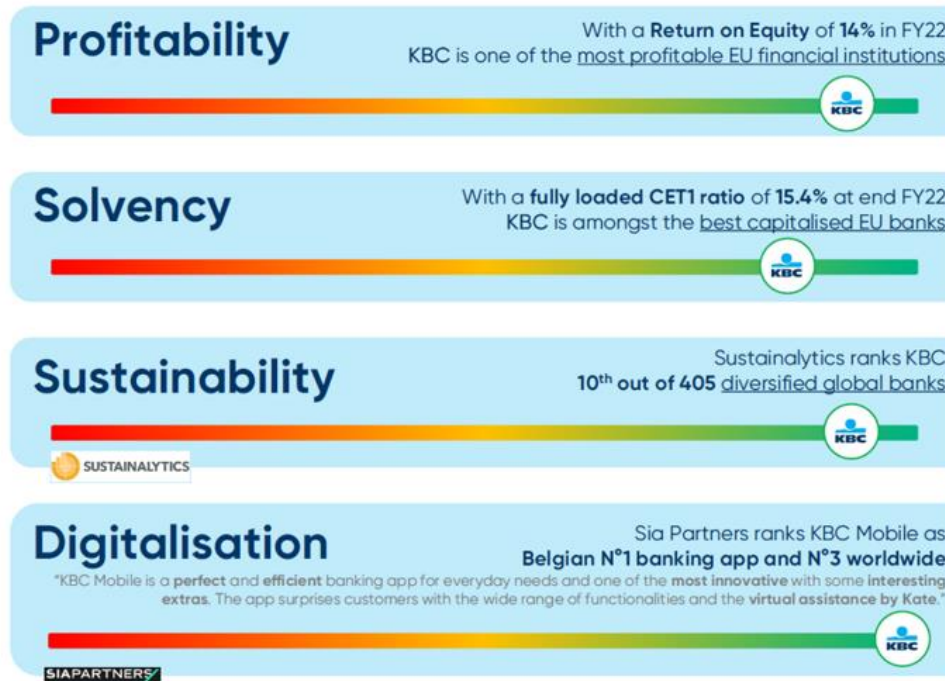 Profitability
With a Return on Equity of 14% in FY22
KBC is one of the most profitable EU financial institutions
KBC
Solvency
With a fully loaded CET1 ratio of 15.4% at end FY22
KBC is amongst the best capitalised EU banks
KBC
Sustainability
Sustainalytics ranks KBC
10th out of 405 diversified global banks
KBC
SUSTAINALYTICS
Digitalisation
Sia Partners ranks KBC Mobile as
Belgian N°1 banking app and N°3 worldwide
"KBC Mobile is a perfect and efficient banking app for everyday needs and one of the most innovative with some interesting
extras. The app surprises customers with the wide range of functionalities and the virtual assistance by Kate."
KBC
SIAPARTNERS